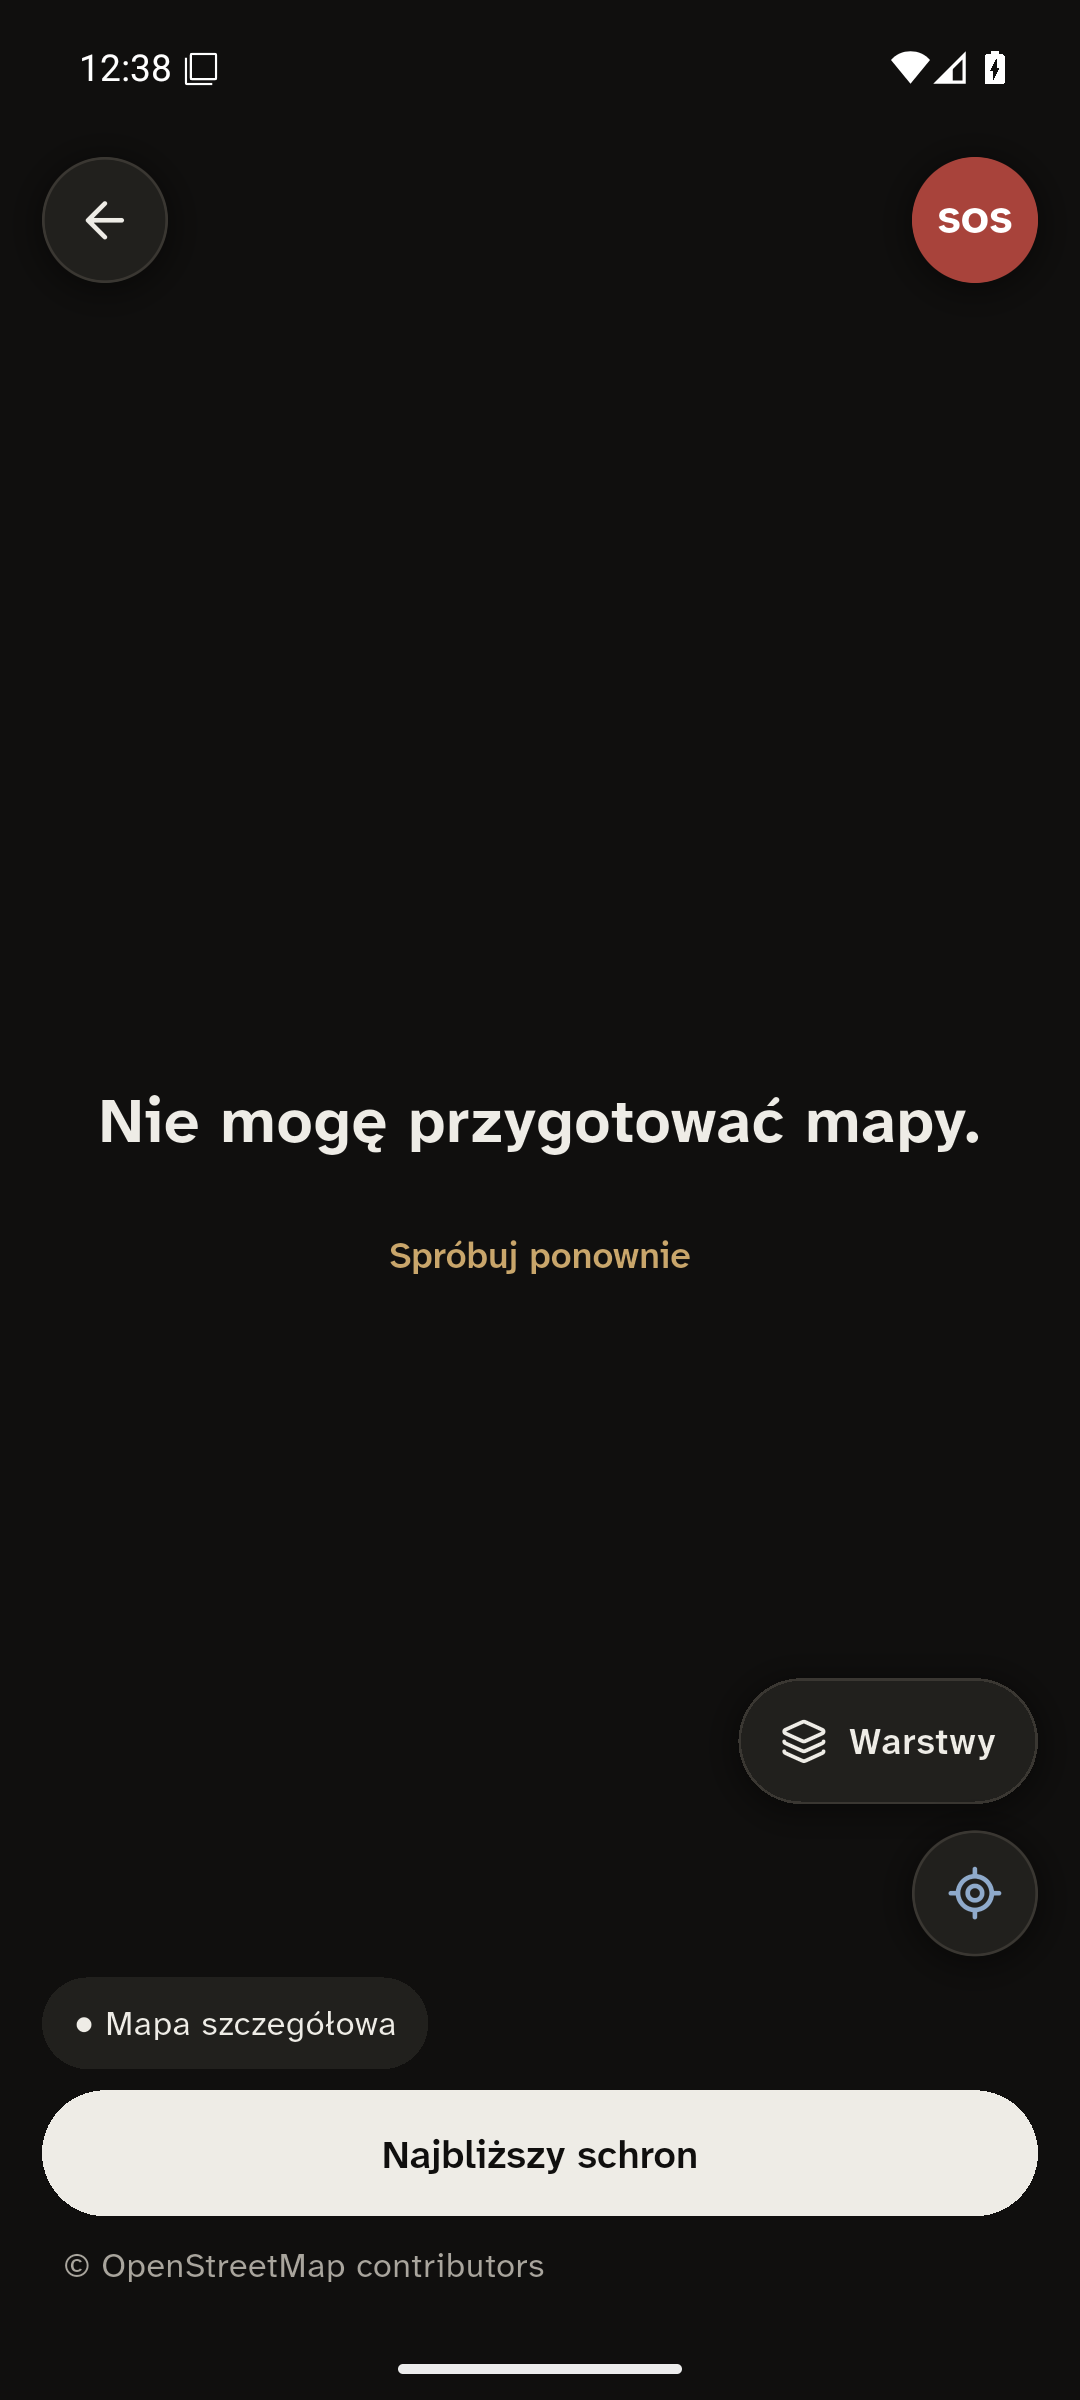 12:38
SOS
Nie mogę przygotować mapy.
Spróbuj ponownie
Warstwy
Mapa szczegółowa
Najbliższy schron
© OpenStreetMap contributors